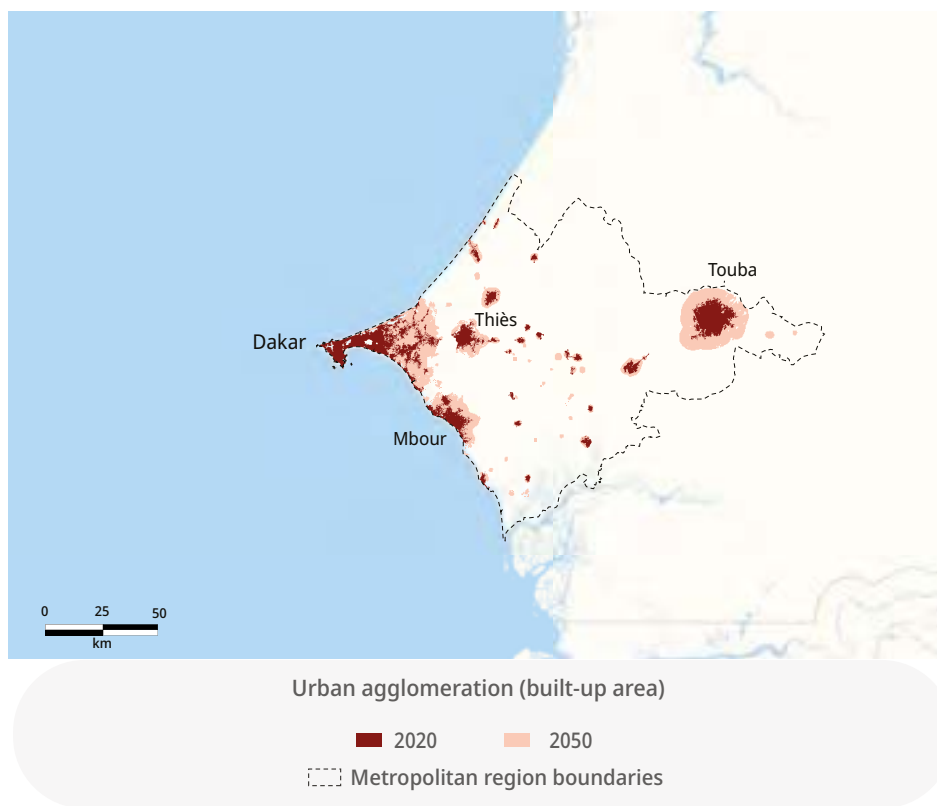 Touba
Thiès
Dakar
Mbour
0 25 50
km
Urban agglomeration (built-up area)
2020 2050
Metropolitan region boundaries